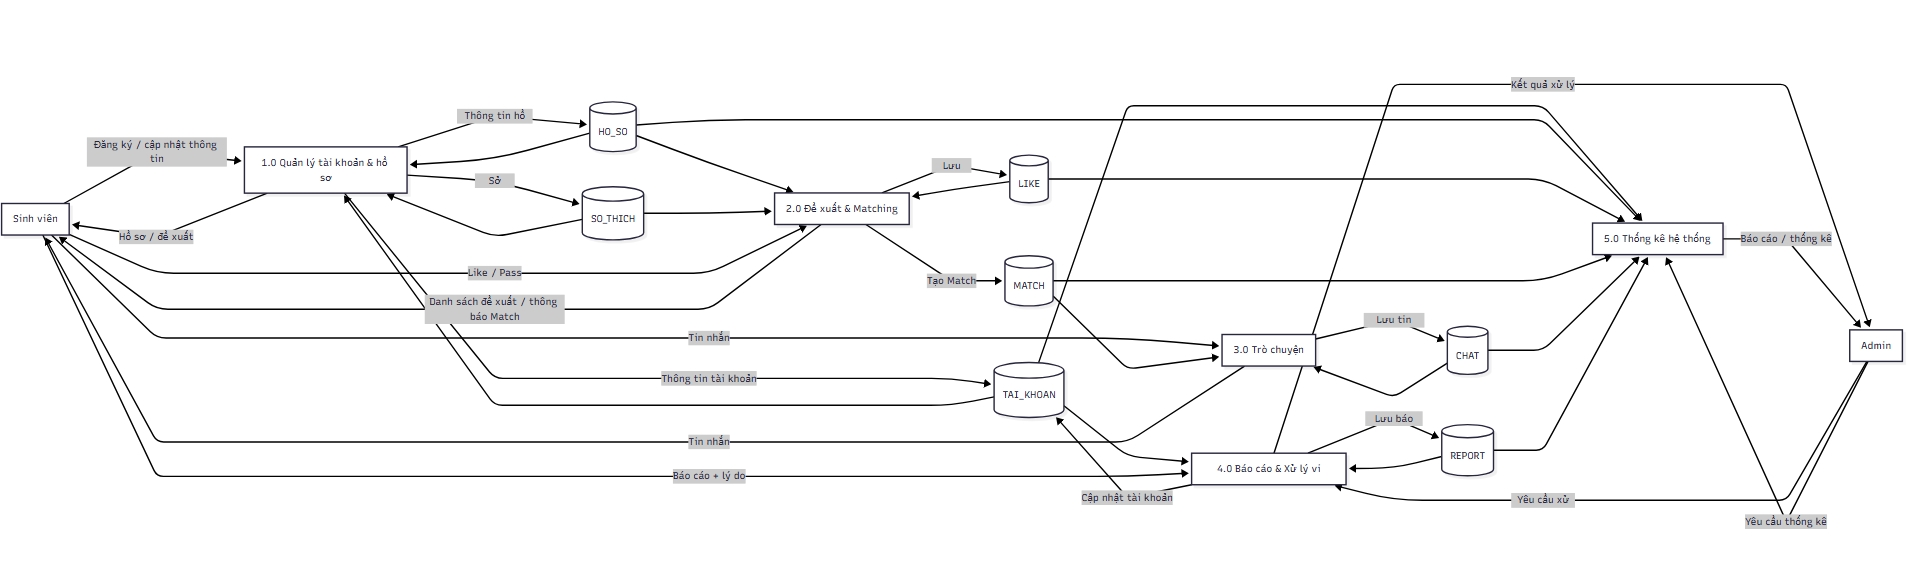 Kết quả xử lý
Thông tin hồ
HO_SO
Đăng ký / cập nhật thông
tin
1.0 Quản lý tài khoản & hồ
sơ
Lưu
LIKE
Sở
SO_THICH
2.0 Đề xuất & Matching
Sinh viên
Hồ sơ / đề xuất
5.0 Thống kê hệ thống
Báo cáo / thống kê
Like / Pass
Tạo Match
MATCH
Danh sách đề xuất / thông
báo Match
Lưu tin
Tin nhắn
3.0 Trò chuyện
CHAT
Admin
Thông tin tài khoản
TAI_KHOAN
Lưu báo
Tin nhắn
REPORT
Báo cáo + lý do
4.0 Báo cáo & Xử lý vi
Cập nhật tài khoản
Yêu cầu xử
Yêu cầu thống kê